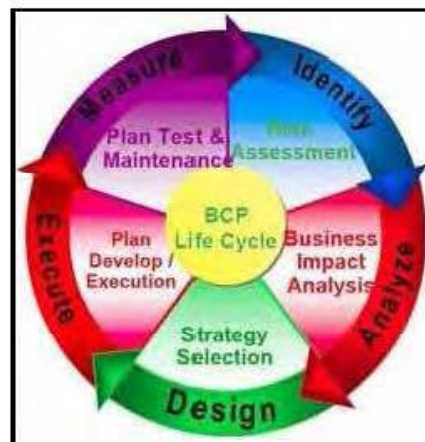 Measure
Identify
Analyze
Design
Execute
Plan Test &
Maintenance
Risk
Assessment
BCP
Life Cycle
Business
Impact
Analysis
Plan
Develop /
Execution
Strategy
Selection